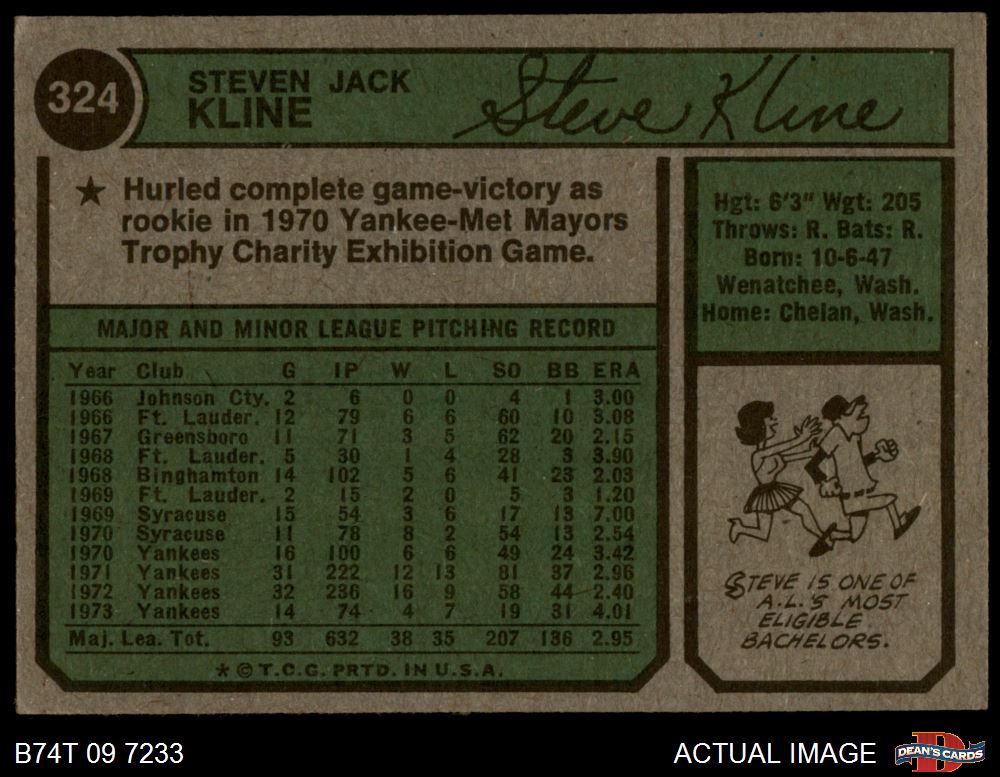 324
STEVEN JACK
KLINE
Steve Kline
★ Hurled complete game-victory as
rookie in 1970 Yankee-Met Mayors
Trophy Charity Exhibition Game.
Hgt: 6'3" Wgt: 205
Throws: R. Bats: R.
Born: 10-6-47
Wenatchee, Wash.
Home: Chelan, Wash.
MAJOR AND MINOR LEAGUE PITCHING RECORD
Year Club G IP W L SO BB ERA
1966 Johnson Cty. 2 6 0 0 4 1 3.00
1966 Ft. Lauder. 12 79 6 6 60 10 3.08
1967 Greensboro 11 71 3 5 62 20 2.15
1968 Ft. Lauder. 5 30 1 4 28 3 3.90
1968 Binghamton 14 102 5 6 41 23 2.03
1969 Ft. Lauder. 2 15 2 0 5 3 1.20
1969 Syracuse 15 54 3 6 17 13 7.00
1970 Syracuse 11 78 8 2 54 13 2.54
1970 Yankees 16 100 6 6 49 24 3.42
1971 Yankees 31 222 12 13 81 37 2.96
1972 Yankees 32 236 16 9 58 44 2.40
1973 Yankees 14 74 4 7 19 31 4.01
Maj. Lea. Tot. 93 632 38 35 207 136 2.95
★ © T.C.G. PRTD. IN U.S.A.
STEVE IS ONE OF
A.L.'S MOST
ELIGIBLE
BACHELORS.
B74T 09 7233
ACTUAL IMAGE
D
DEAN'S CARDS